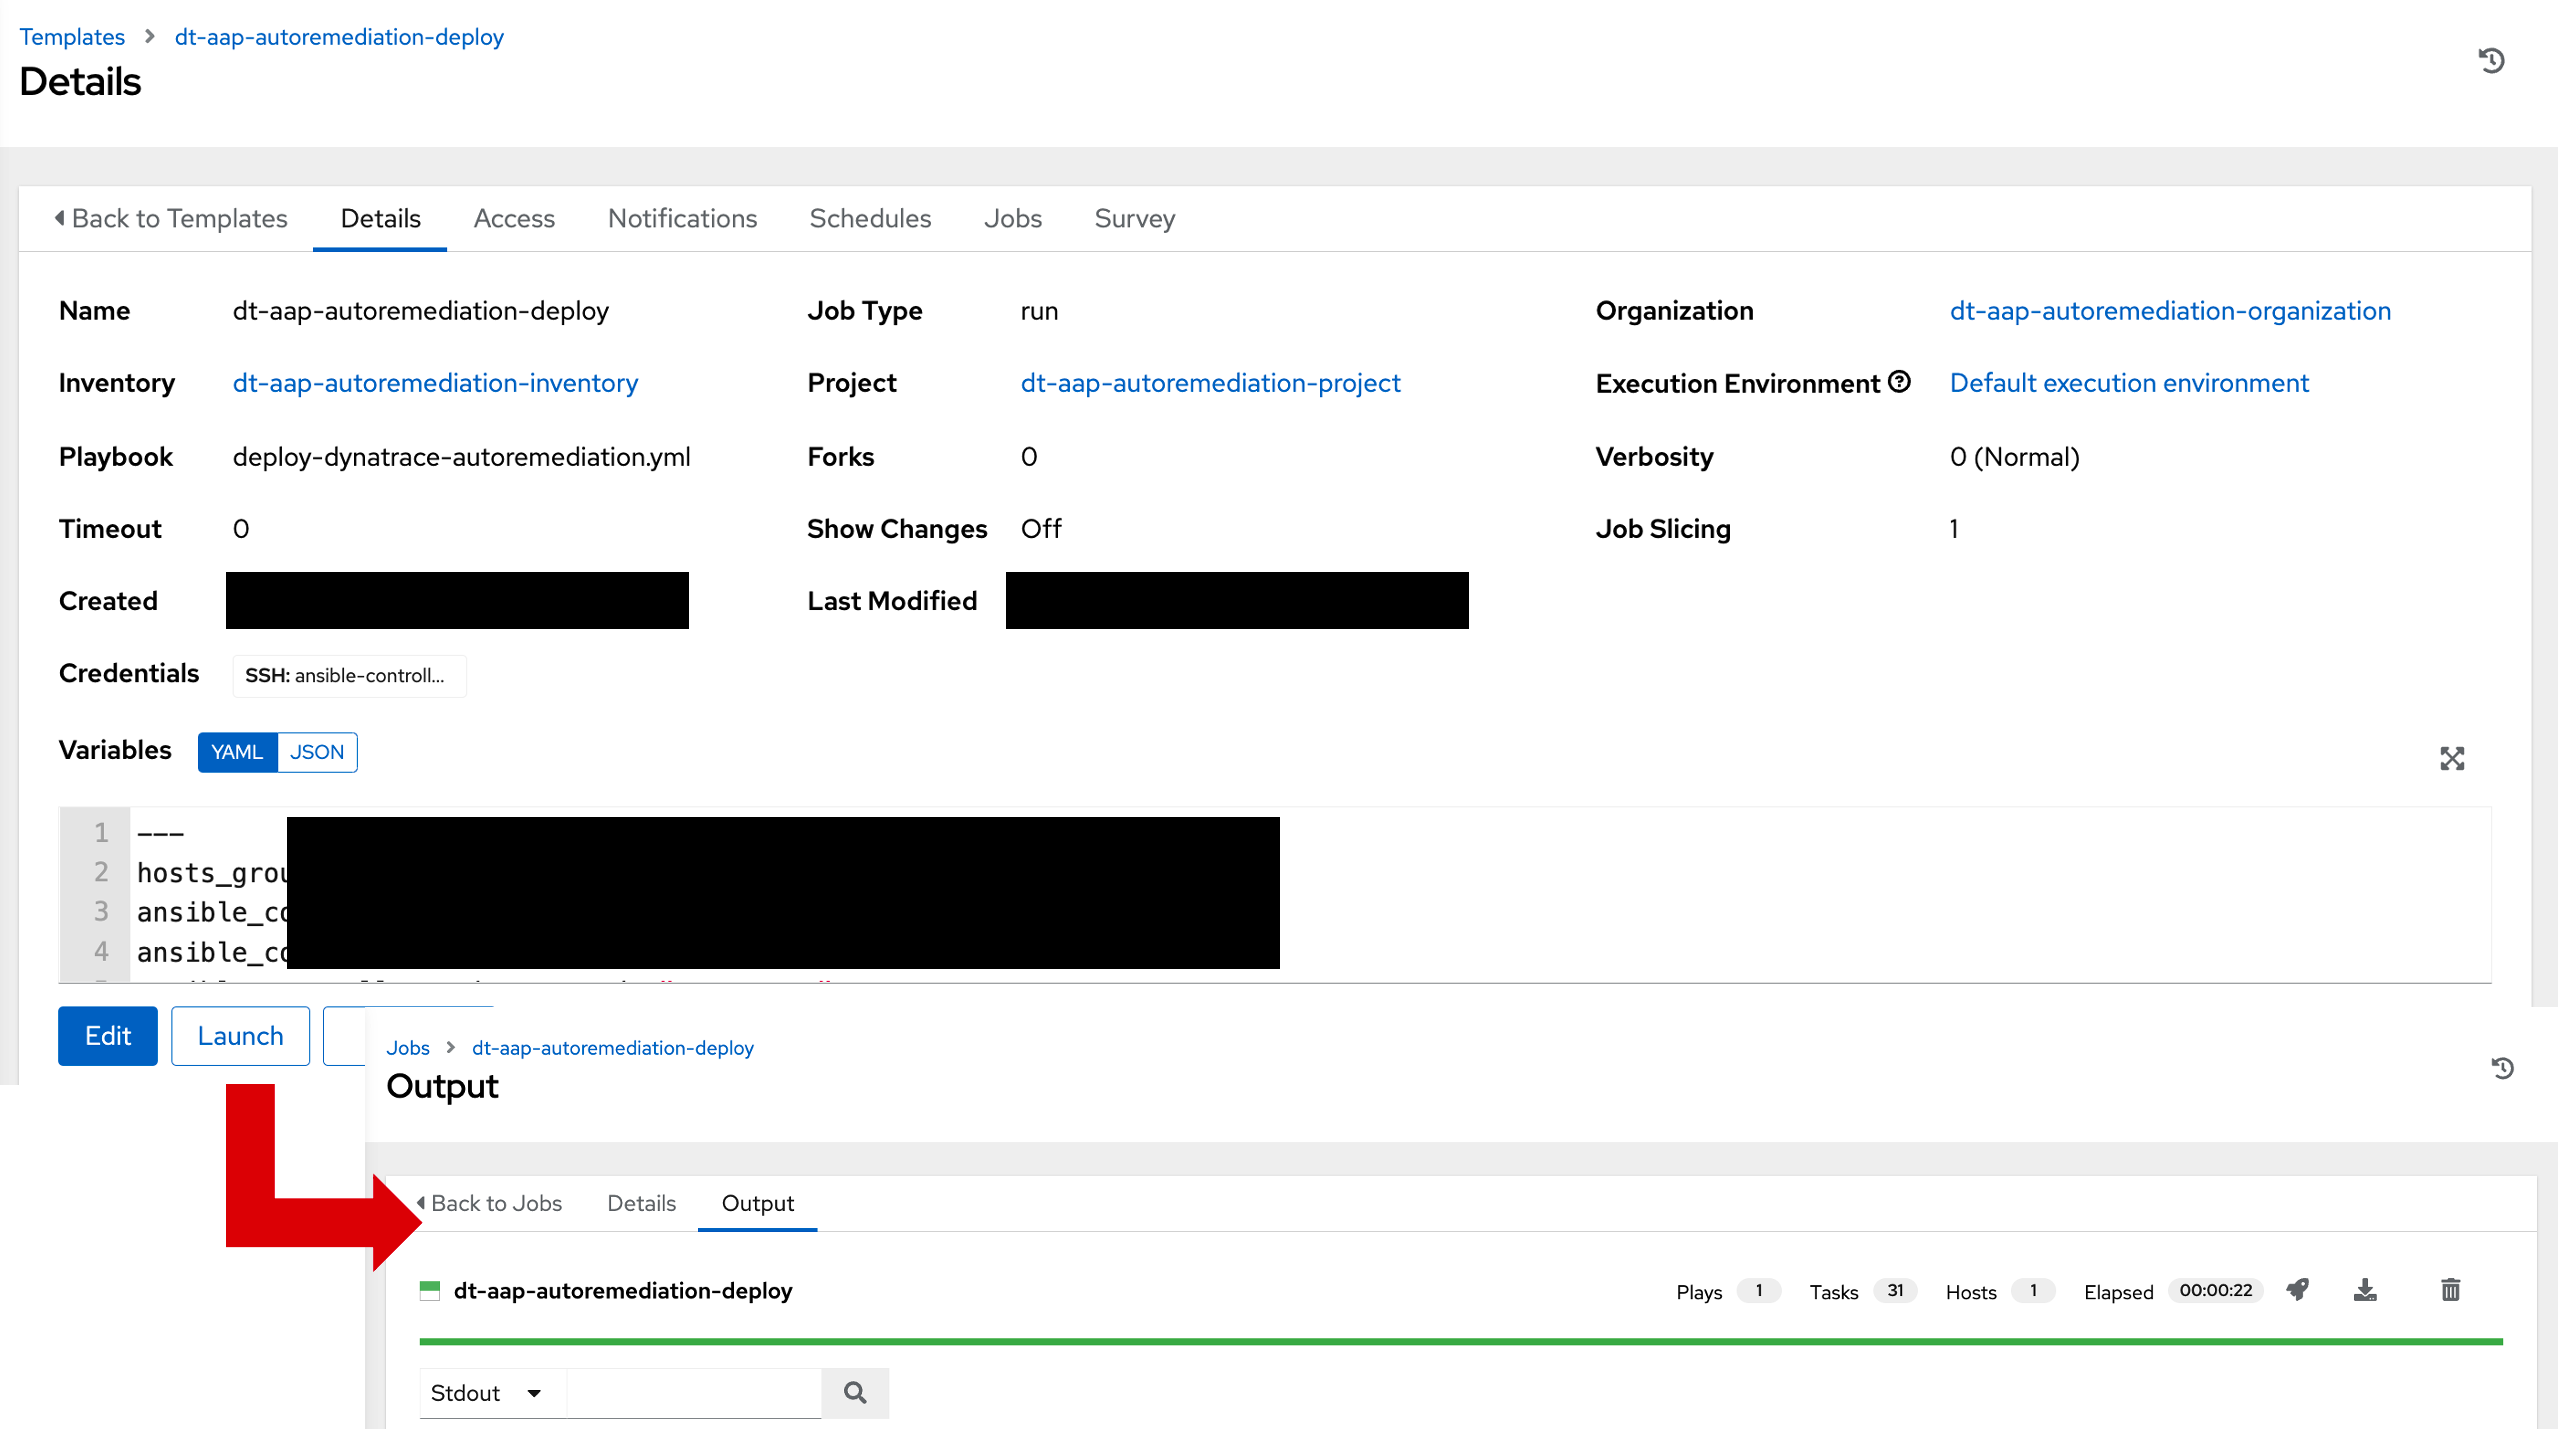 Templates > dt-aap-autoremediation-deploy
Details
Back to Templates Details Access Notifications Schedules Jobs Survey
Name dt-aap-autoremediation-deploy Job Type run Organization dt-aap-autoremediation-organization
Inventory dt-aap-autoremediation-inventory Project dt-aap-autoremediation-project Execution Environment Default execution environment
Playbook deploy-dynatrace-autoremediation.yml Forks 0 Verbosity 0 (Normal)
Timeout 0 Show Changes Off Job Slicing 1
Created Last Modified
Credentials SSH: ansible-controll...
Variables YAML JSON
1 ---
2 hosts_grou
3 ansible_co
4 ansible_co
Edit Launch
Jobs > dt-aap-autoremediation-deploy
Output
Back to Jobs Details Output
dt-aap-autoremediation-deploy Plays 1 Tasks 31 Hosts 1 Elapsed 00:00:22
Stdout